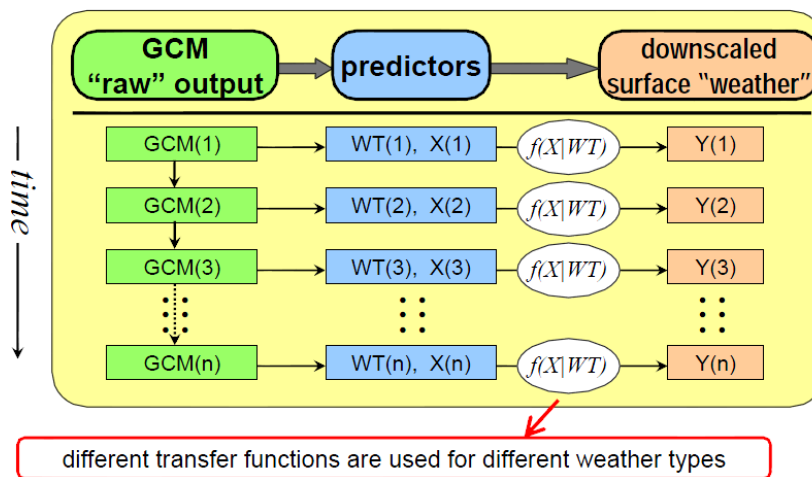 GCM
"raw" output
predictors
downscaled
surface "weather"
time
GCM(1)
WT(1), X(1)
f(X|WT)
Y(1)
GCM(2)
WT(2), X(2)
f(X|WT)
Y(2)
GCM(3)
WT(3), X(3)
f(X|WT)
Y(3)
GCM(n)
WT(n), X(n)
f(X|WT)
Y(n)
different transfer functions are used for different weather types